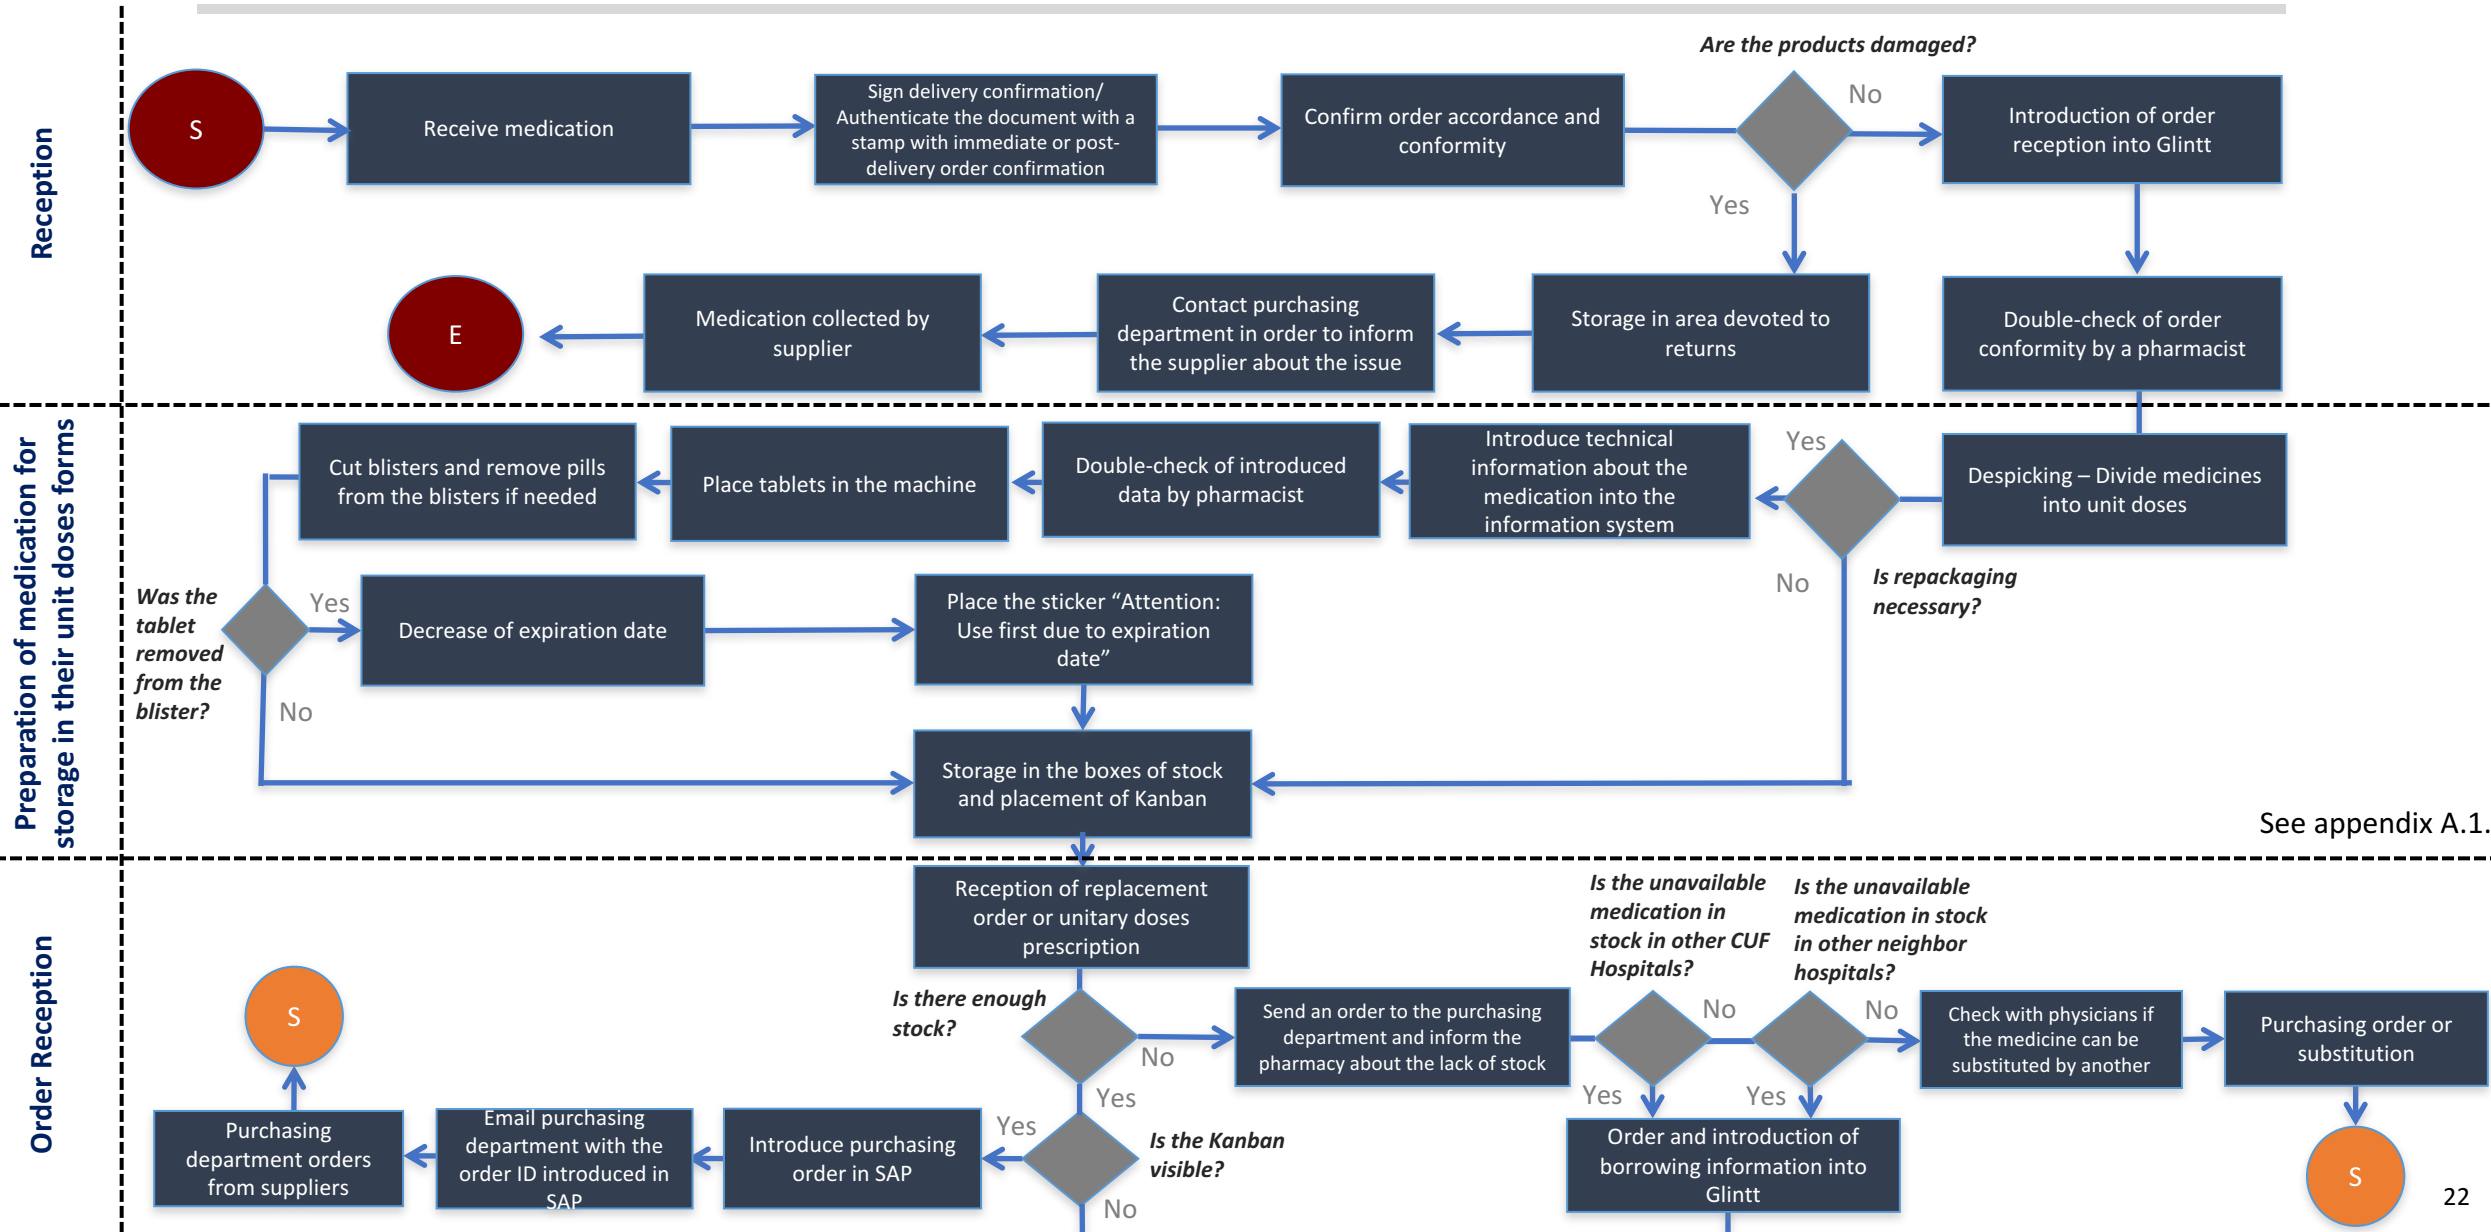 Reception
Are the products damaged?
S
Receive medication
Sign delivery confirmation/
Authenticate the document with a
stamp with immediate or post-
delivery order confirmation
Confirm order accordance and
conformity
No
Yes
Introduction of order
reception into Glintt
E
Medication collected by
supplier
Contact purchasing
department in order to inform
the supplier about the issue
Storage in area devoted to
returns
Double-check of order
conformity by a pharmacist
Preparation of medication for
storage in their unit doses forms
Cut blisters and remove pills
from the blisters if needed
Place tablets in the machine
Double-check of introduced
data by pharmacist
Introduce technical
information about the
medication into the
information system
Yes
No
Despicking – Divide medicines
into unit doses
Is repackaging
necessary?
Was the
tablet
removed
from the
blister?
Yes
No
Decrease of expiration date
Place the sticker “Attention:
Use first due to expiration
date”
Storage in the boxes of stock
and placement of Kanban
See appendix A.1.
Order Reception
Reception of replacement
order or unitary doses
prescription
Is there enough
stock?
No
Yes
Send an order to the purchasing
department and inform the
pharmacy about the lack of stock
Is the unavailable
medication in
stock in other CUF
Hospitals?
No
Yes
Is the unavailable
medication in stock
in other neighbor
hospitals?
No
Yes
Check with physicians if
the medicine can be
substituted by another
Purchasing order or
substitution
S
Purchasing
department orders
from suppliers
Email purchasing
department with the
order ID introduced in
SAP
Introduce purchasing
order in SAP
Yes
Is the Kanban
visible?
No
Order and introduction of
borrowing information into
Glintt
S
22